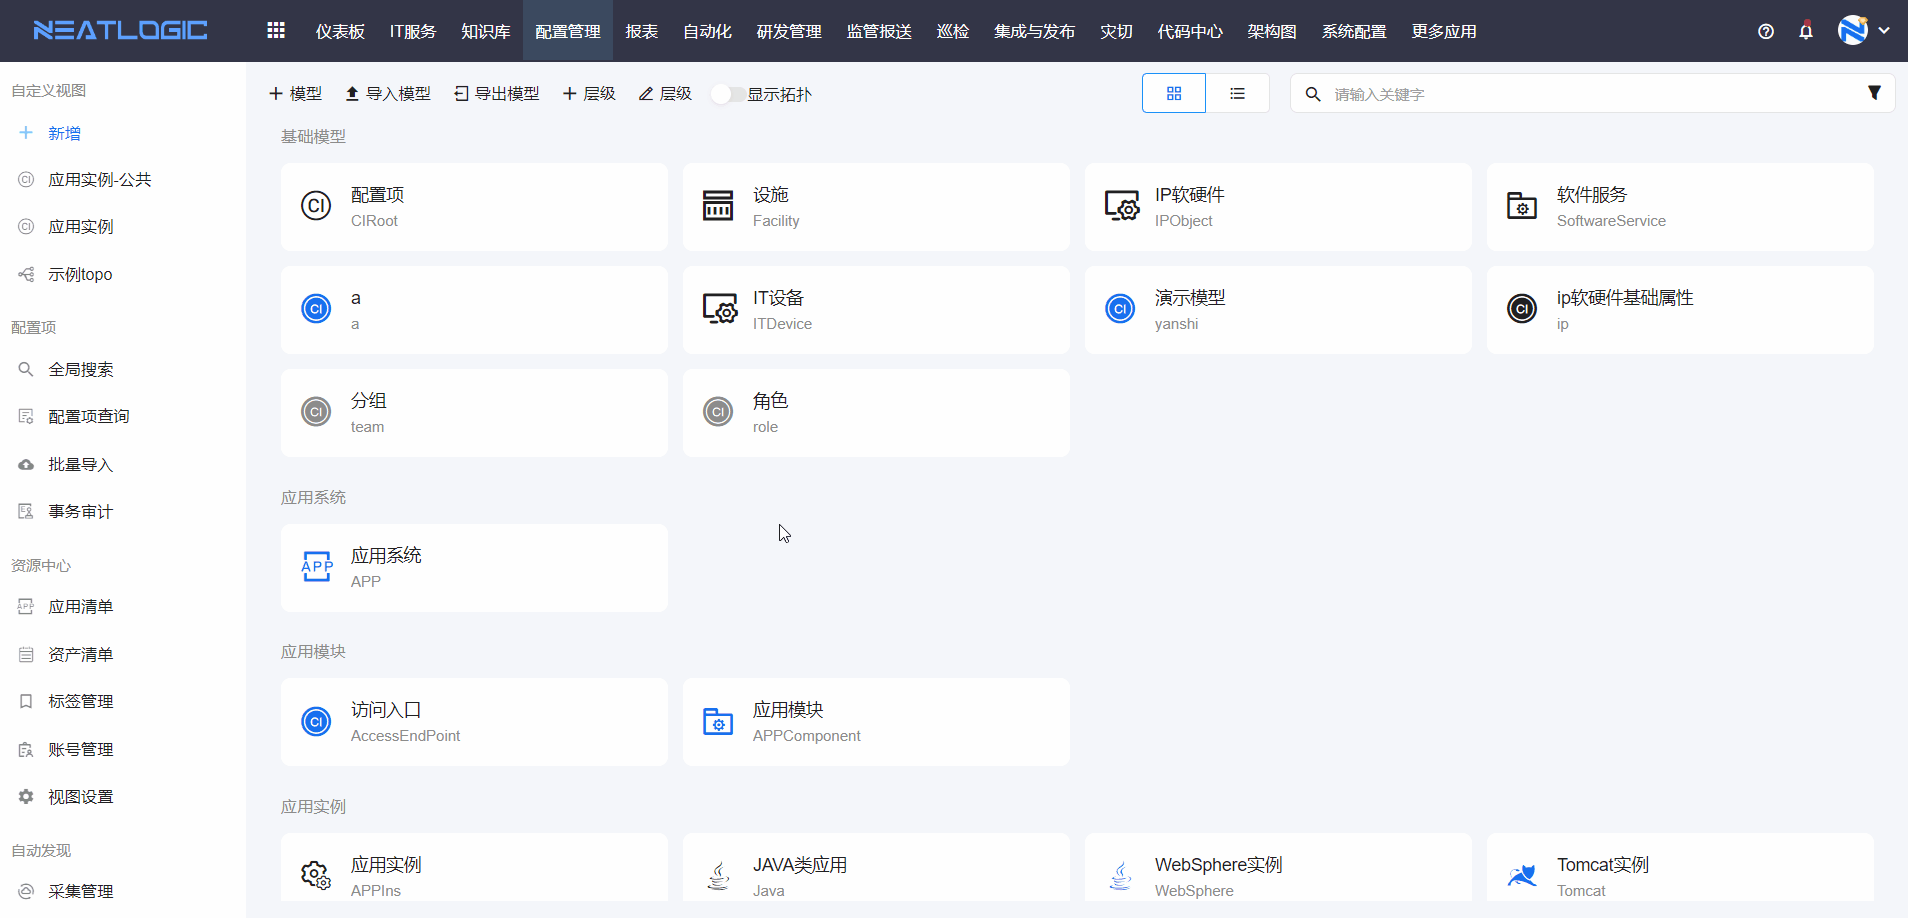 NEATLOGIC
仪表板 IT服务 知识库 配置管理 报表 自动化 研发管理 监管报送 巡检 集成与发布 灾切 代码中心 架构图 系统配置 更多应用
自定义视图
新增
应用实例-公共
应用实例
示例topo
配置项
全局搜索
配置项查询
批量导入
事务审计
资源中心
应用清单
资产清单
标签管理
账号管理
视图设置
自动发现
采集管理
模型 导入模型 导出模型 层级 层级 显示拓扑
请输入关键字
基础模型
CI 配置项
CIRoot
设施
Facility
IP软硬件
IPObject
软件服务
SoftwareService
CI a
a
IT设备
ITDevice
CI 演示模型
yanshi
CI ip软硬件基础属性
ip
CI 分组
team
CI 角色
role
应用系统
APP 应用系统
APP
应用模块
CI 访问入口
AccessEndPoint
应用模块
APPComponent
应用实例
应用实例
APPIns
JAVA类应用
Java
WebSphere实例
WebSphere
Tomcat实例
Tomcat